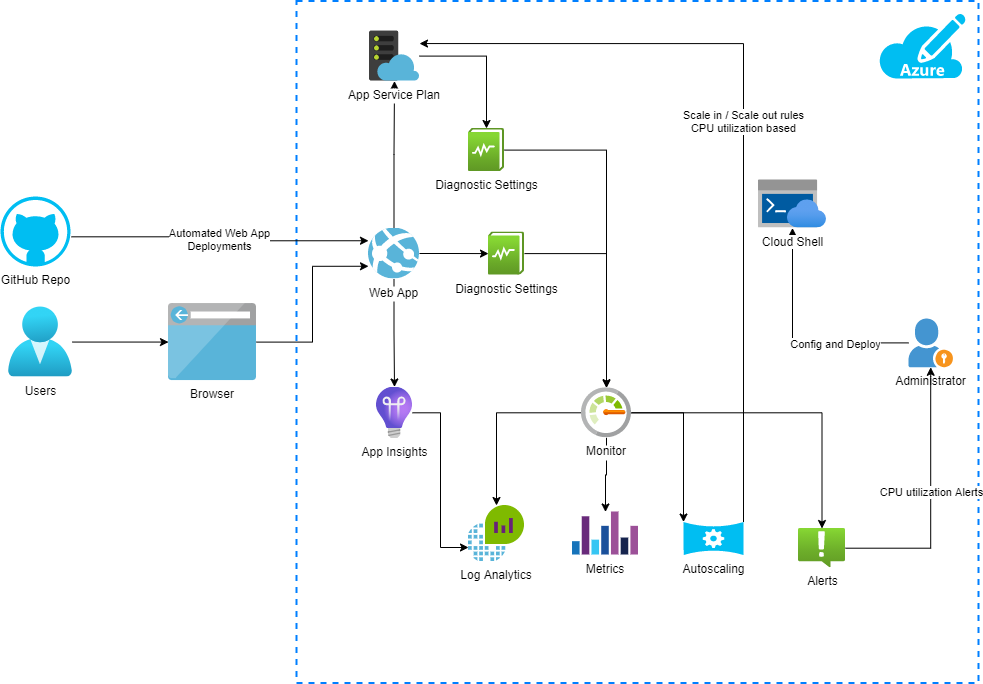 Azure
App Service Plan
Scale in / Scale out rules
CPU utilization based
Diagnostic Settings
Automated Web App
Deployments
GitHub Repo
Cloud Shell
Web App
Diagnostic Settings
Config and Deploy
Users
Browser
Administrator
App Insights
Monitor
CPU utilization Alerts
Log Analytics
Metrics
Autoscaling
Alerts